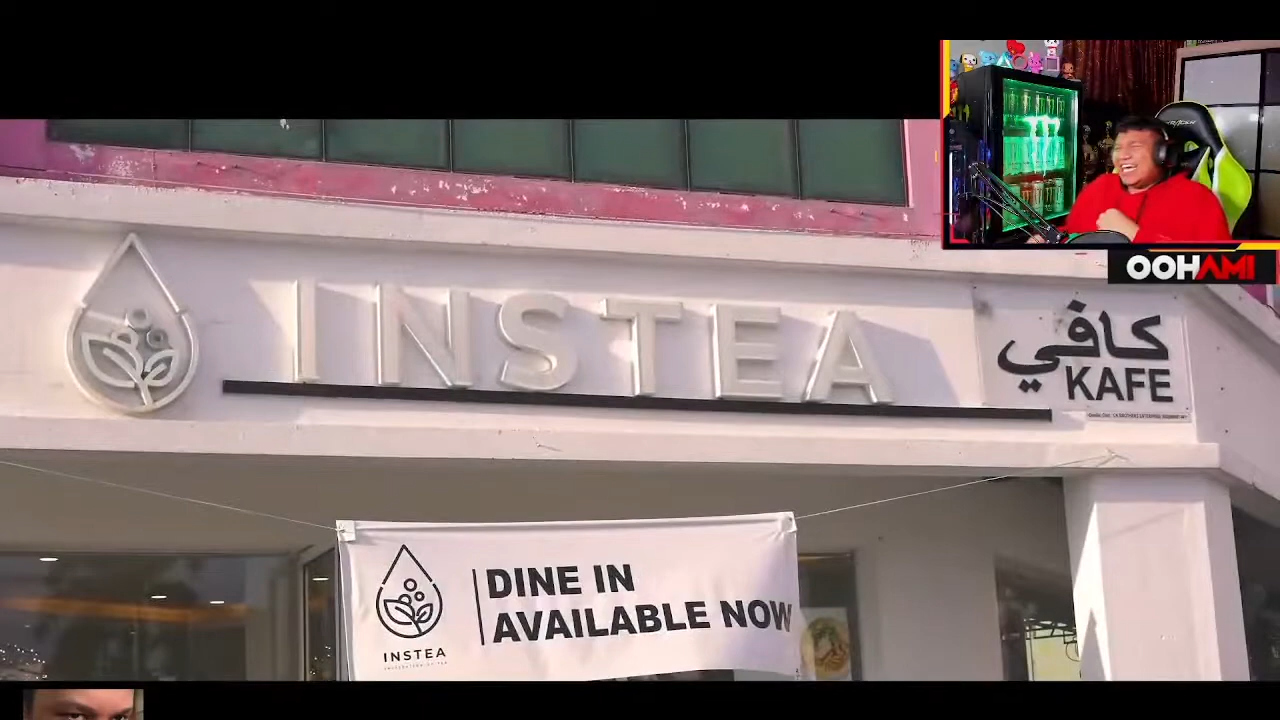 OOHAMI
INSTEA
كافي
KAFE
DINE IN
AVAILABLE NOW
INSTEA